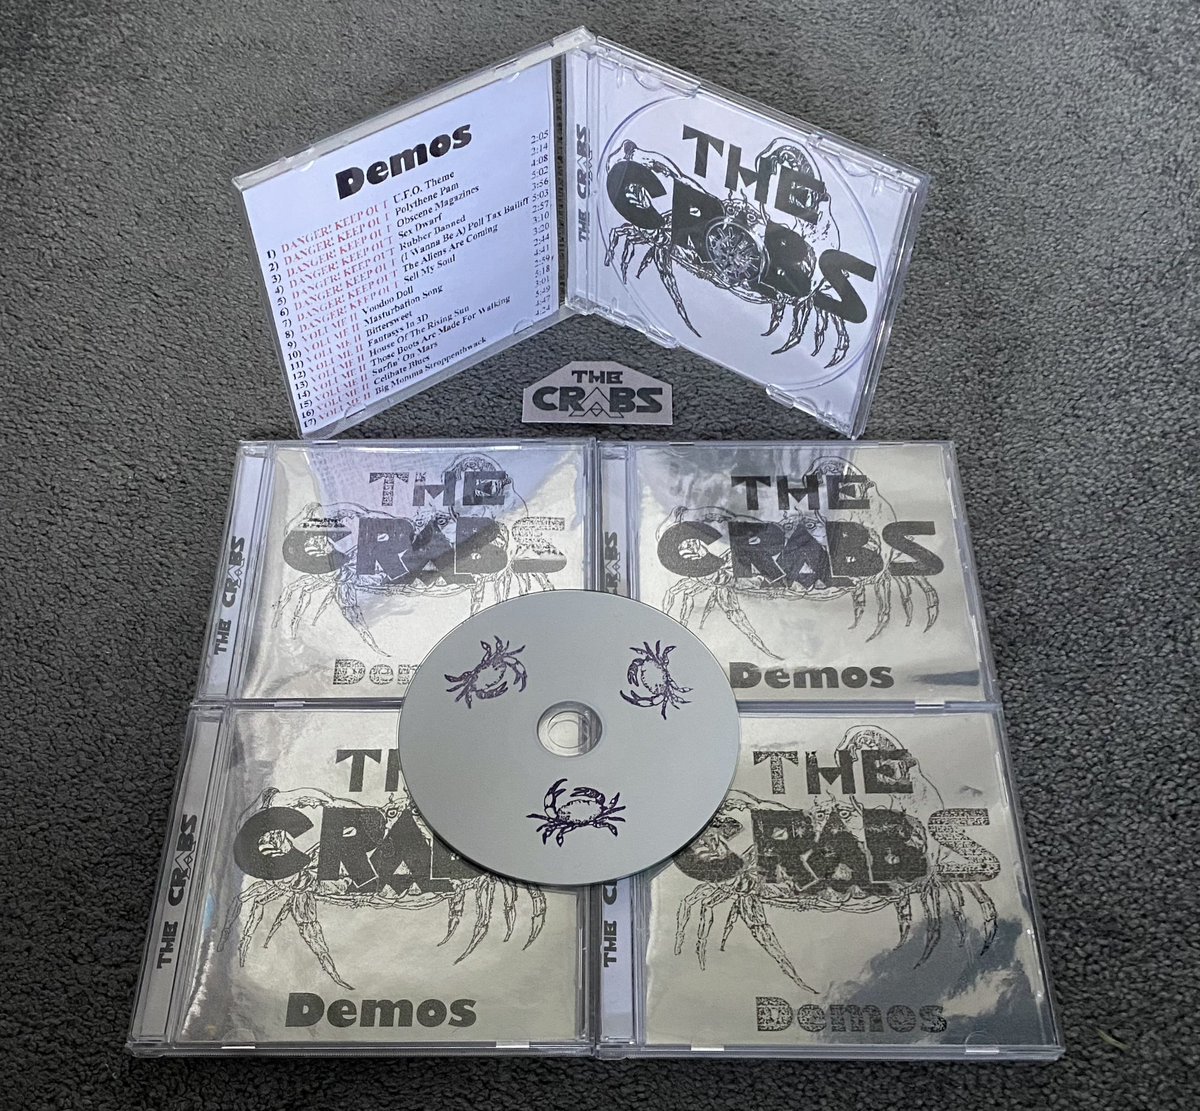 Demos
1) DANGER! KEEP OUT U.F.O. Theme 2:05
2) DANGER! KEEP OUT Polythene Pam 2:14
3) DANGER! KEEP OUT Obscene Magazines 4:08
4) DANGER! KEEP OUT Sex Dwarf 5:02
5) DANGER! KEEP OUT Rubber Danned 3:56
6) DANGER! KEEP OUT (I Wanna Be A) Poll Tax Bailiff 5:03
7) DANGER! KEEP OUT The Aliens Are Coming 2:57
8) DANGER! KEEP OUT Sell My Soul 3:10
9) VOLUME II Voodoo Doll 3:20
10) VOLUME II Masturbation Song 2:44
11) VOLUME II Bittersweet 4:41
12) VOLUME II Fantasys In 3D 2:59
13) VOLUME II House Of The Rising Sun 5:18
14) VOLUME II Those Boots Are Made For Walking 3:01
15) VOLUME II Surfin' On Mars 5:49
16) VOLUME II Celibate Blues 4:47
17) VOLUME II Big Momma Stroppenthwack 4:24
THE CRABS
THE
CRABS
THE
CRABS
THE CRABS
THE
CRABS
Demos
CRABS
THE
CRABS
Demos
THE CRABS
THE
CRAB
Demos
THE CRABS
THE
CRABS
Demos